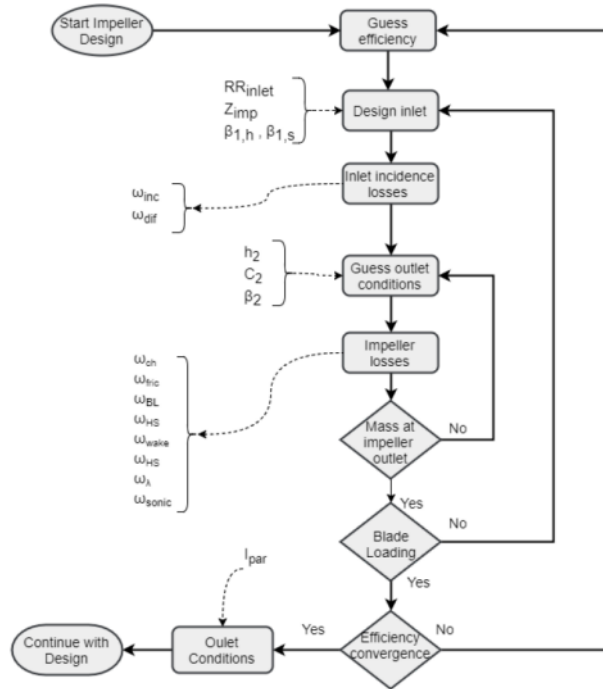 Start Impeller
Design
Guess
efficiency
RRinlet
Zimp
β1,h , β1,s
Design inlet
Inlet incidence
losses
ωinc
ωdif
h2
C2
β2
Guess outlet
conditions
Impeller
losses
ωch
ωfric
ωBL
ωHS
ωwake
ωHS
ωλ
ωsonic
Mass at
impeller
outlet
No
Yes
Blade
Loading
No
Yes
Ipar
Efficiency
convergence
No
Yes
Oulet
Conditions
Continue with
Design